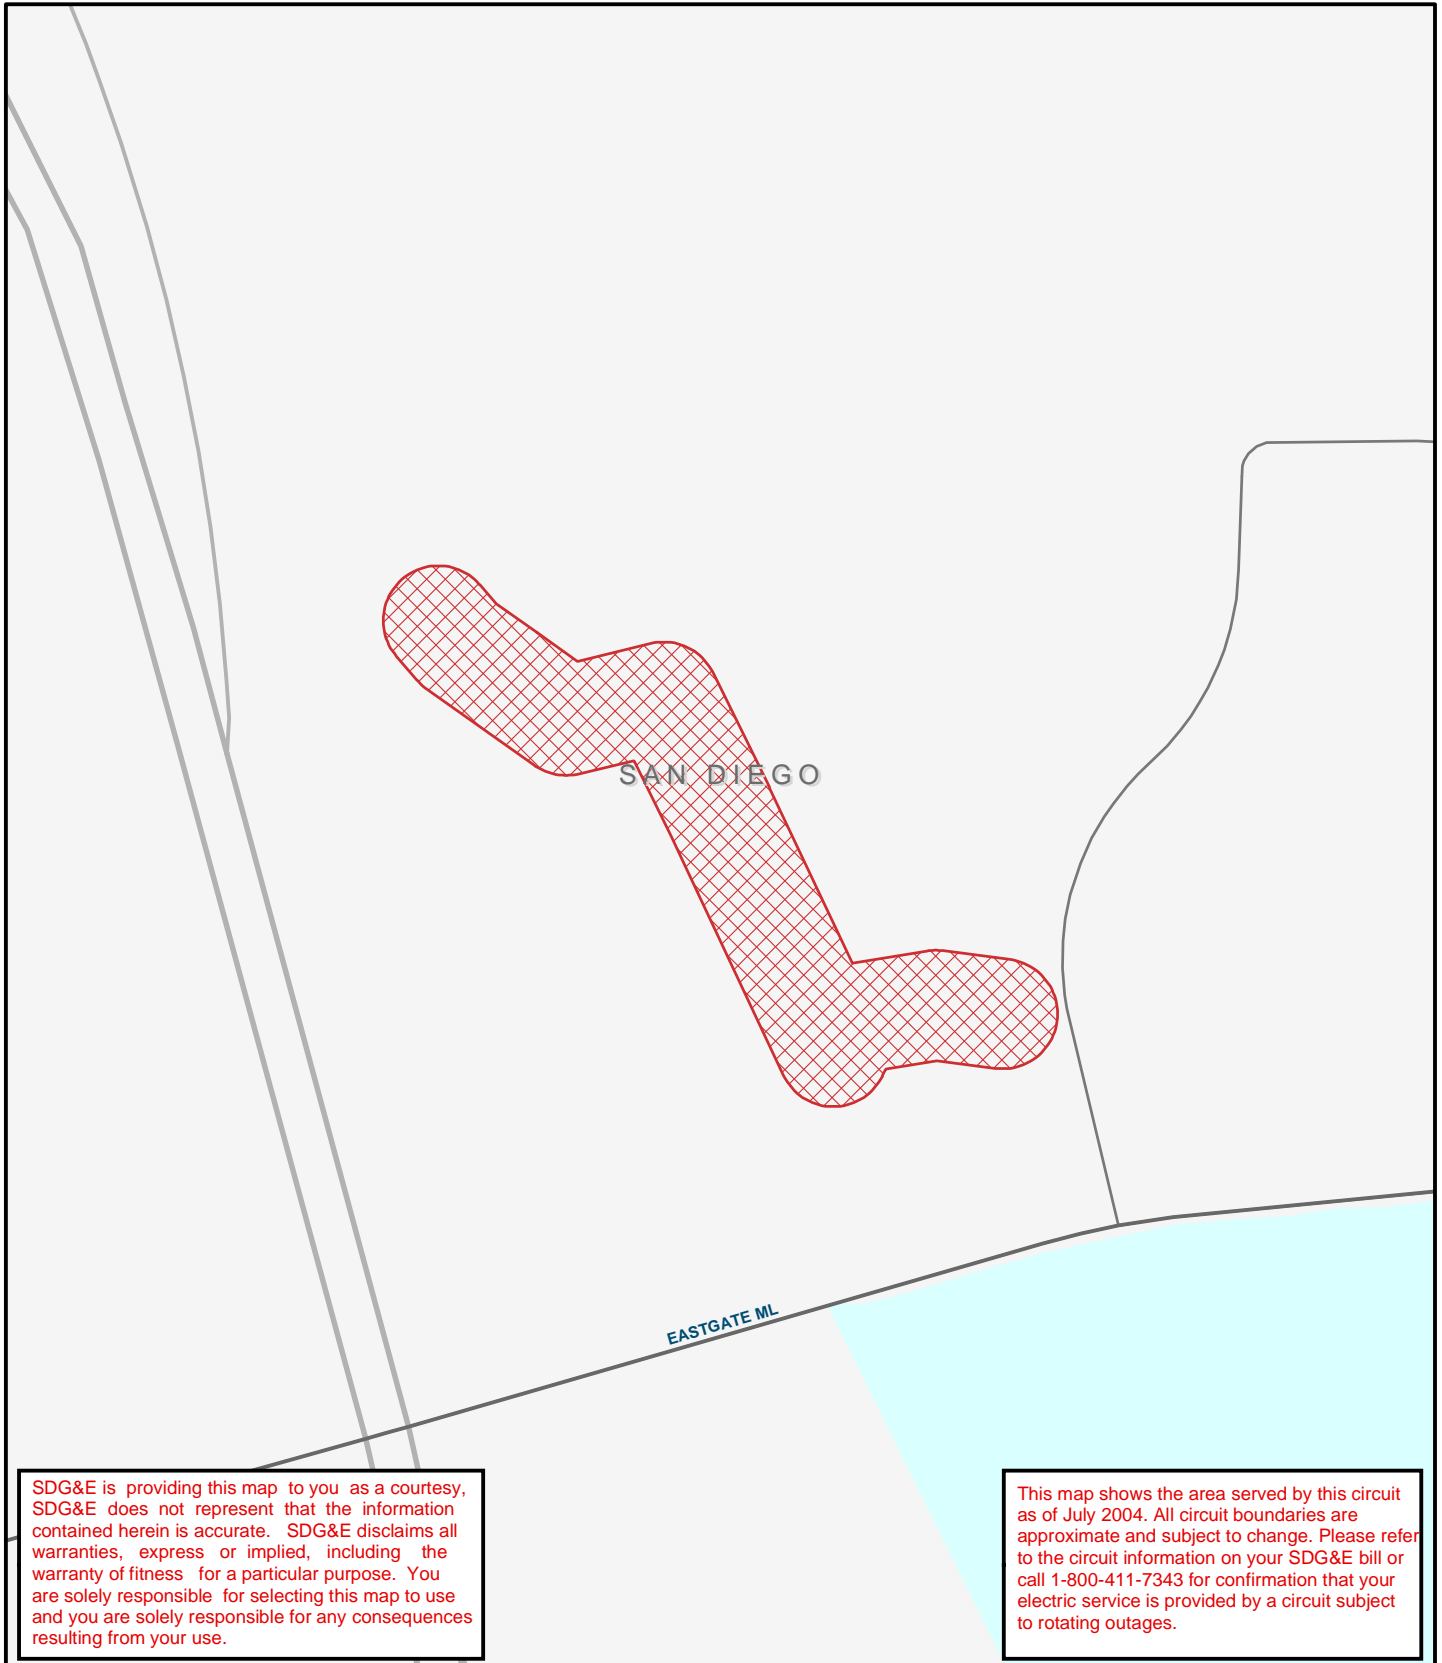 SAN DIEGO
EASTGATE ML
SDG&E is providing this map to you as a courtesy,
SDG&E does not represent that the information
contained herein is accurate. SDG&E disclaims all
warranties, express or implied, including the
warranty of fitness for a particular purpose. You
are solely responsible for selecting this map to use
and you are solely responsible for any consequences
resulting from your use.
This map shows the area served by this circuit
as of July 2004. All circuit boundaries are
approximate and subject to change. Please refer
to the circuit information on your SDG&E bill or
call 1-800-411-7343 for confirmation that your
electric service is provided by a circuit subject
to rotating outages.